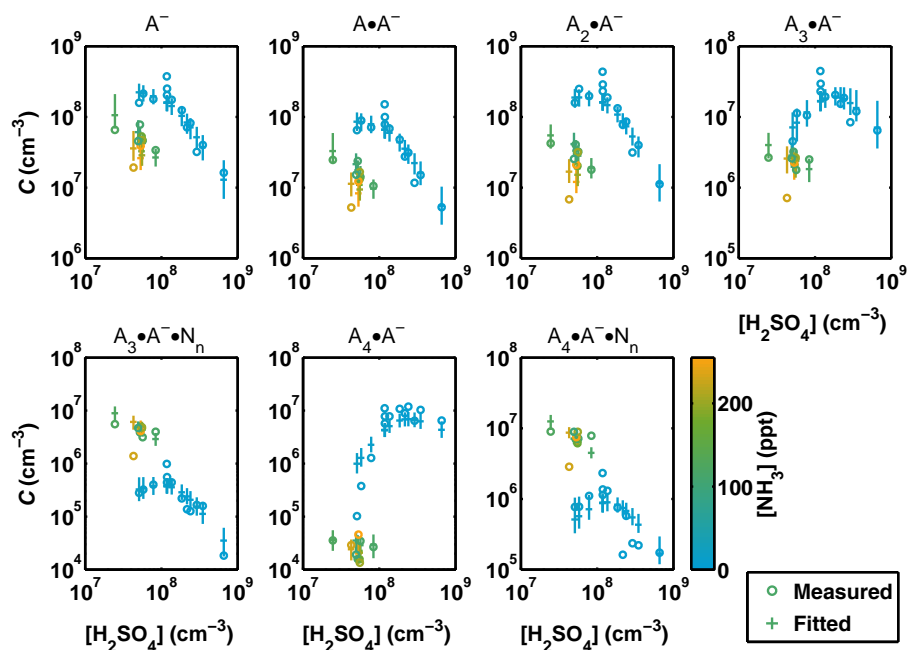 A⁻
A•A⁻
A₂•A⁻
A₃•A⁻
C (cm⁻³)
10⁹
10⁸
10⁷
10⁶
10⁷ 10⁸ 10⁹
10⁹
10⁸
10⁷
10⁶
10⁷ 10⁸ 10⁹
10⁹
10⁸
10⁷
10⁶
10⁷ 10⁸ 10⁹
10⁸
10⁷
10⁶
10⁵
10⁷ 10⁸ 10⁹
[H₂SO₄] (cm⁻³)
A₃•A⁻•Nₙ
A₄•A⁻
A₄•A⁻•Nₙ
C (cm⁻³)
10⁸
10⁷
10⁶
10⁵
10⁴
10⁷ 10⁸ 10⁹
[H₂SO₄] (cm⁻³)
10⁸
10⁷
10⁶
10⁵
10⁴
10⁷ 10⁸ 10⁹
[H₂SO₄] (cm⁻³)
10⁸
10⁷
10⁶
10⁵
10⁷ 10⁸ 10⁹
[H₂SO₄] (cm⁻³)
200
100
0
[NH₃] (ppt)
Measured
Fitted